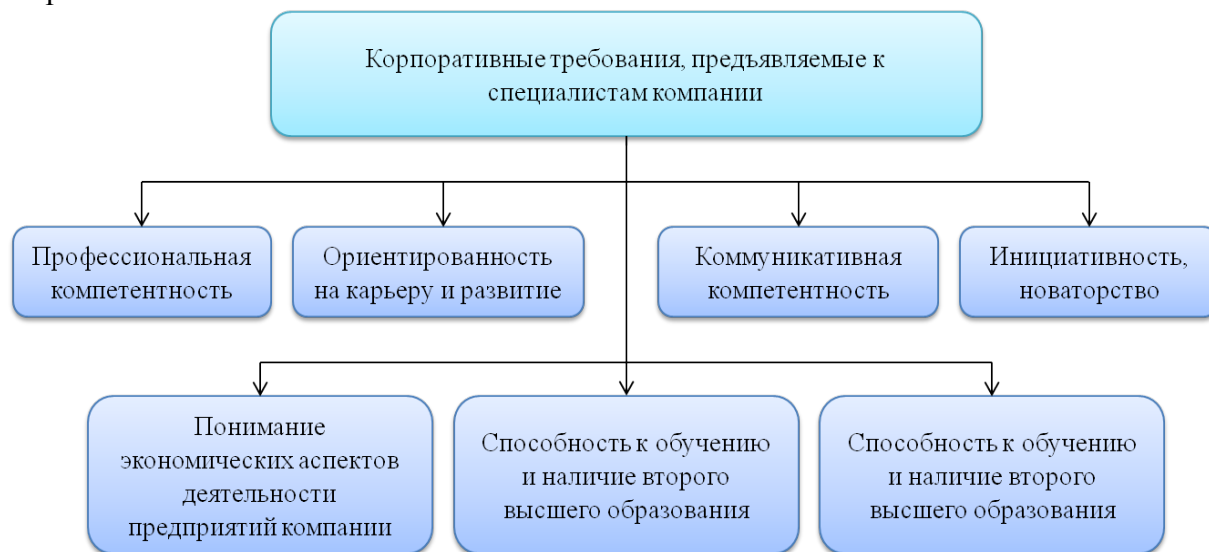 Корпоративные требования, предъявляемые к
специалистам компании
Профессиональная
компетентность
Ориентированность
на карьеру и развитие
Коммуникативная
компетентность
Инициативность,
новаторство
Понимание
экономических аспектов
деятельности
предприятий компании
Способность к обучению
и наличие второго
высшего образования
Способность к обучению
и наличие второго
высшего образования